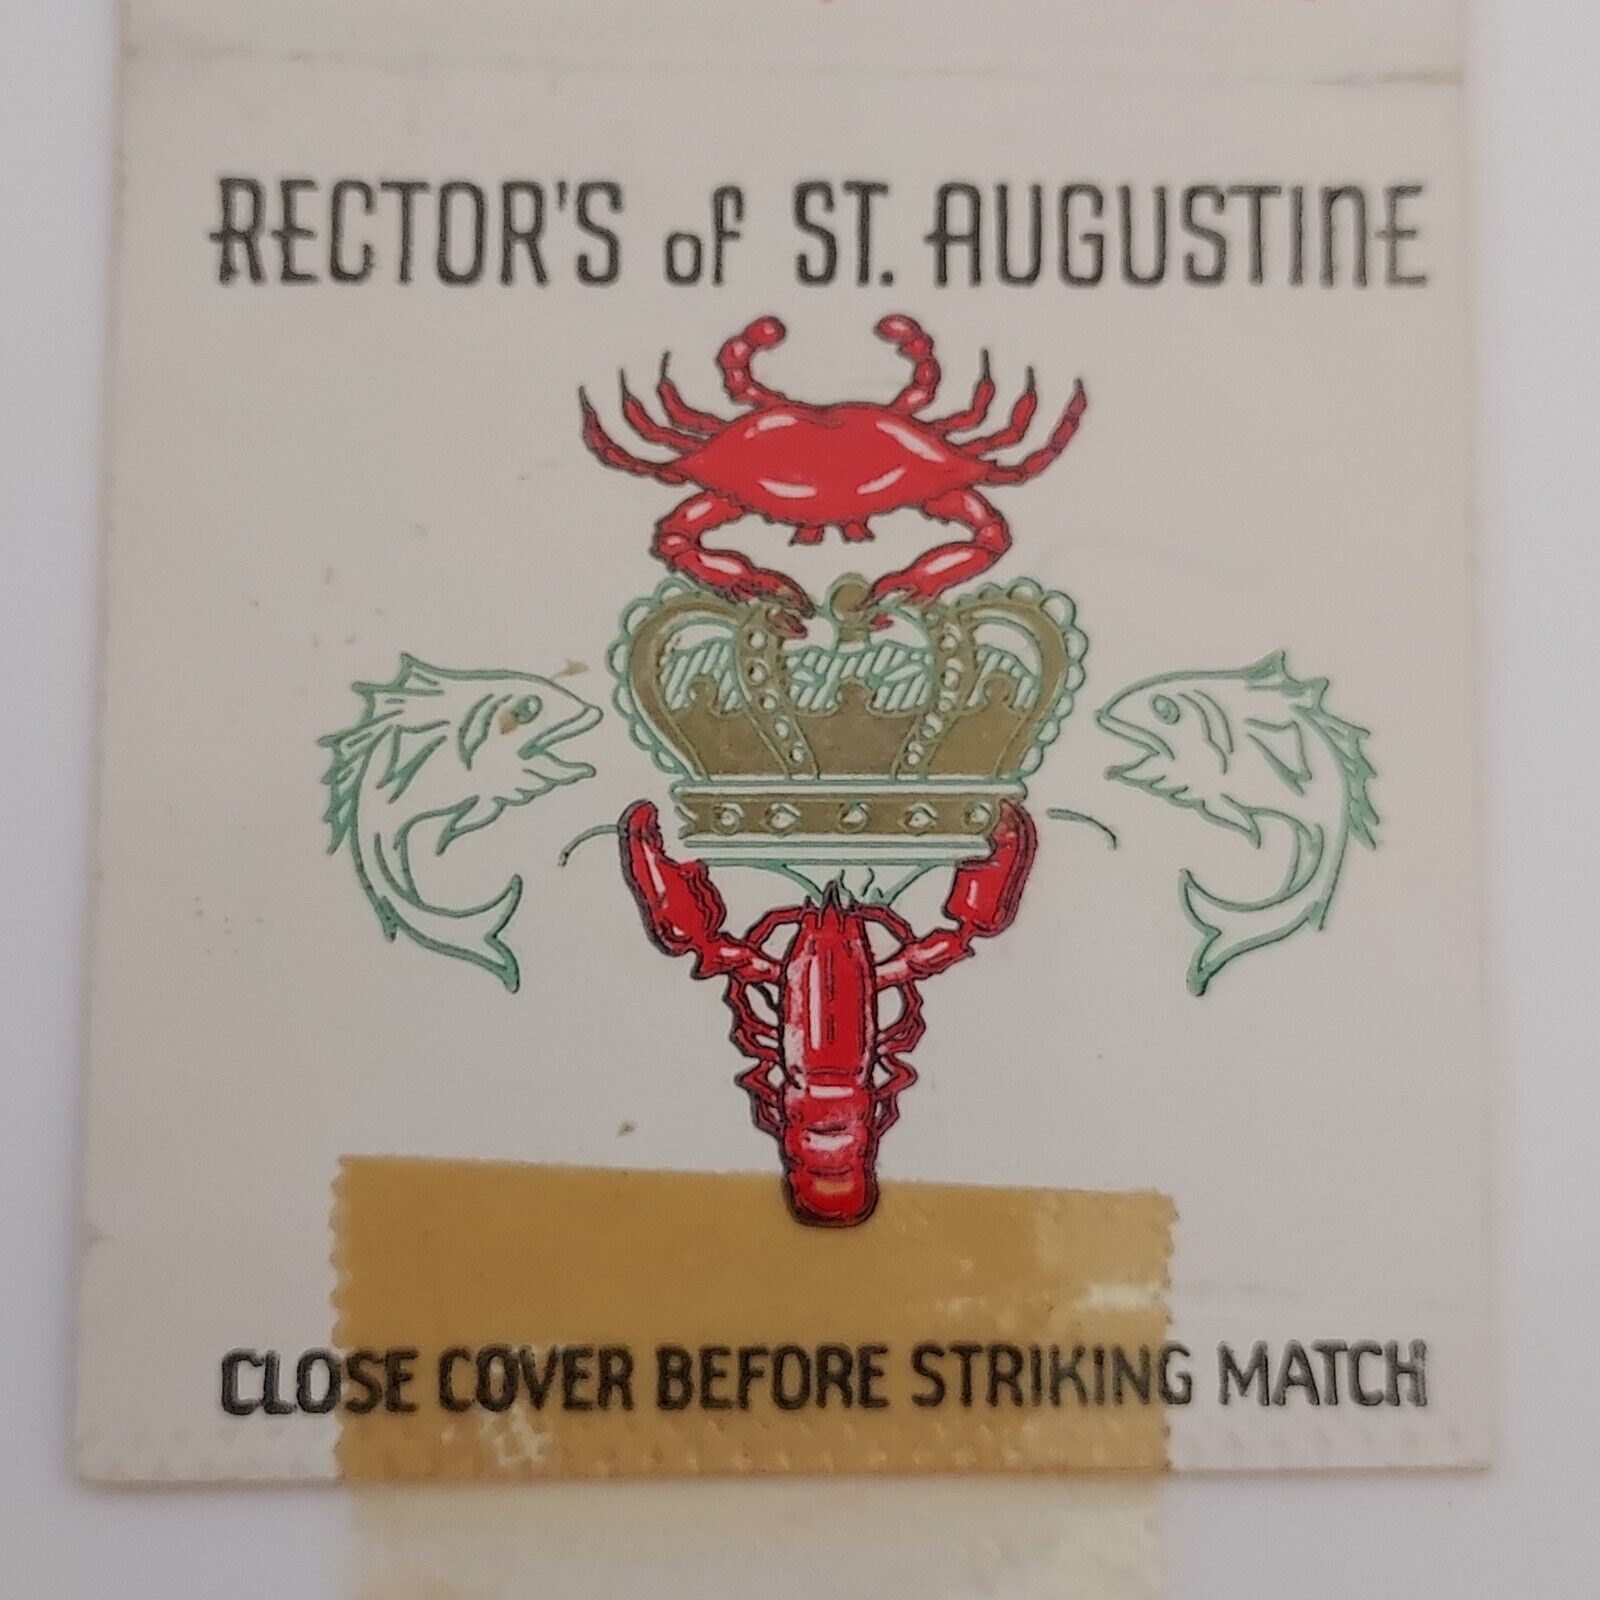 RECTOR'S of ST. AUGUSTINE
CLOSE COVER BEFORE STRIKING MATCH